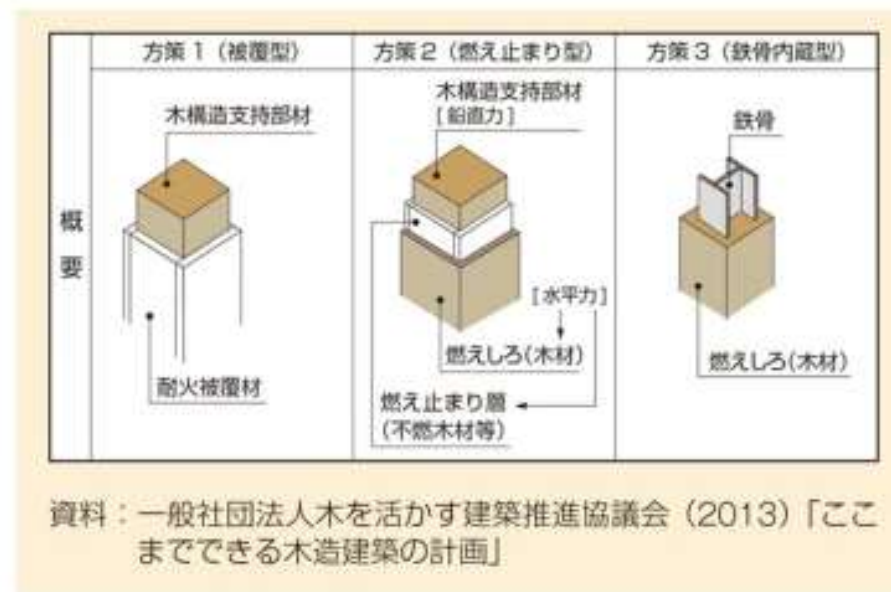 方策1(被覆型)
方策2(燃え止まり型)
方策3(鉄骨内蔵型)
概要
木構造支持部材
耐火被覆材
木構造支持部材
[鉛直力]
[水平力]
燃えしろ(木材)
燃え止まり層
(不燃木材等)
鉄骨
燃えしろ(木材)
資料:一般社団法人木を活かす建築推進協議会(2013)「ここ
までできる木造建築の計画」